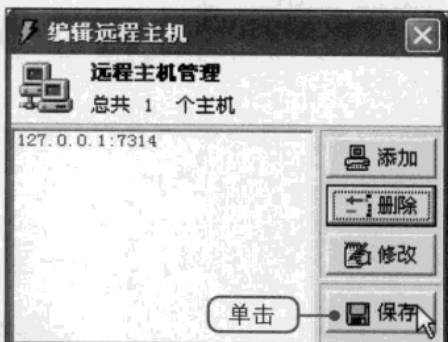 编辑远程主机
远程主机管理
总共 1 个主机
127.0.0.1:7314
添加
删除
修改
保存
单击